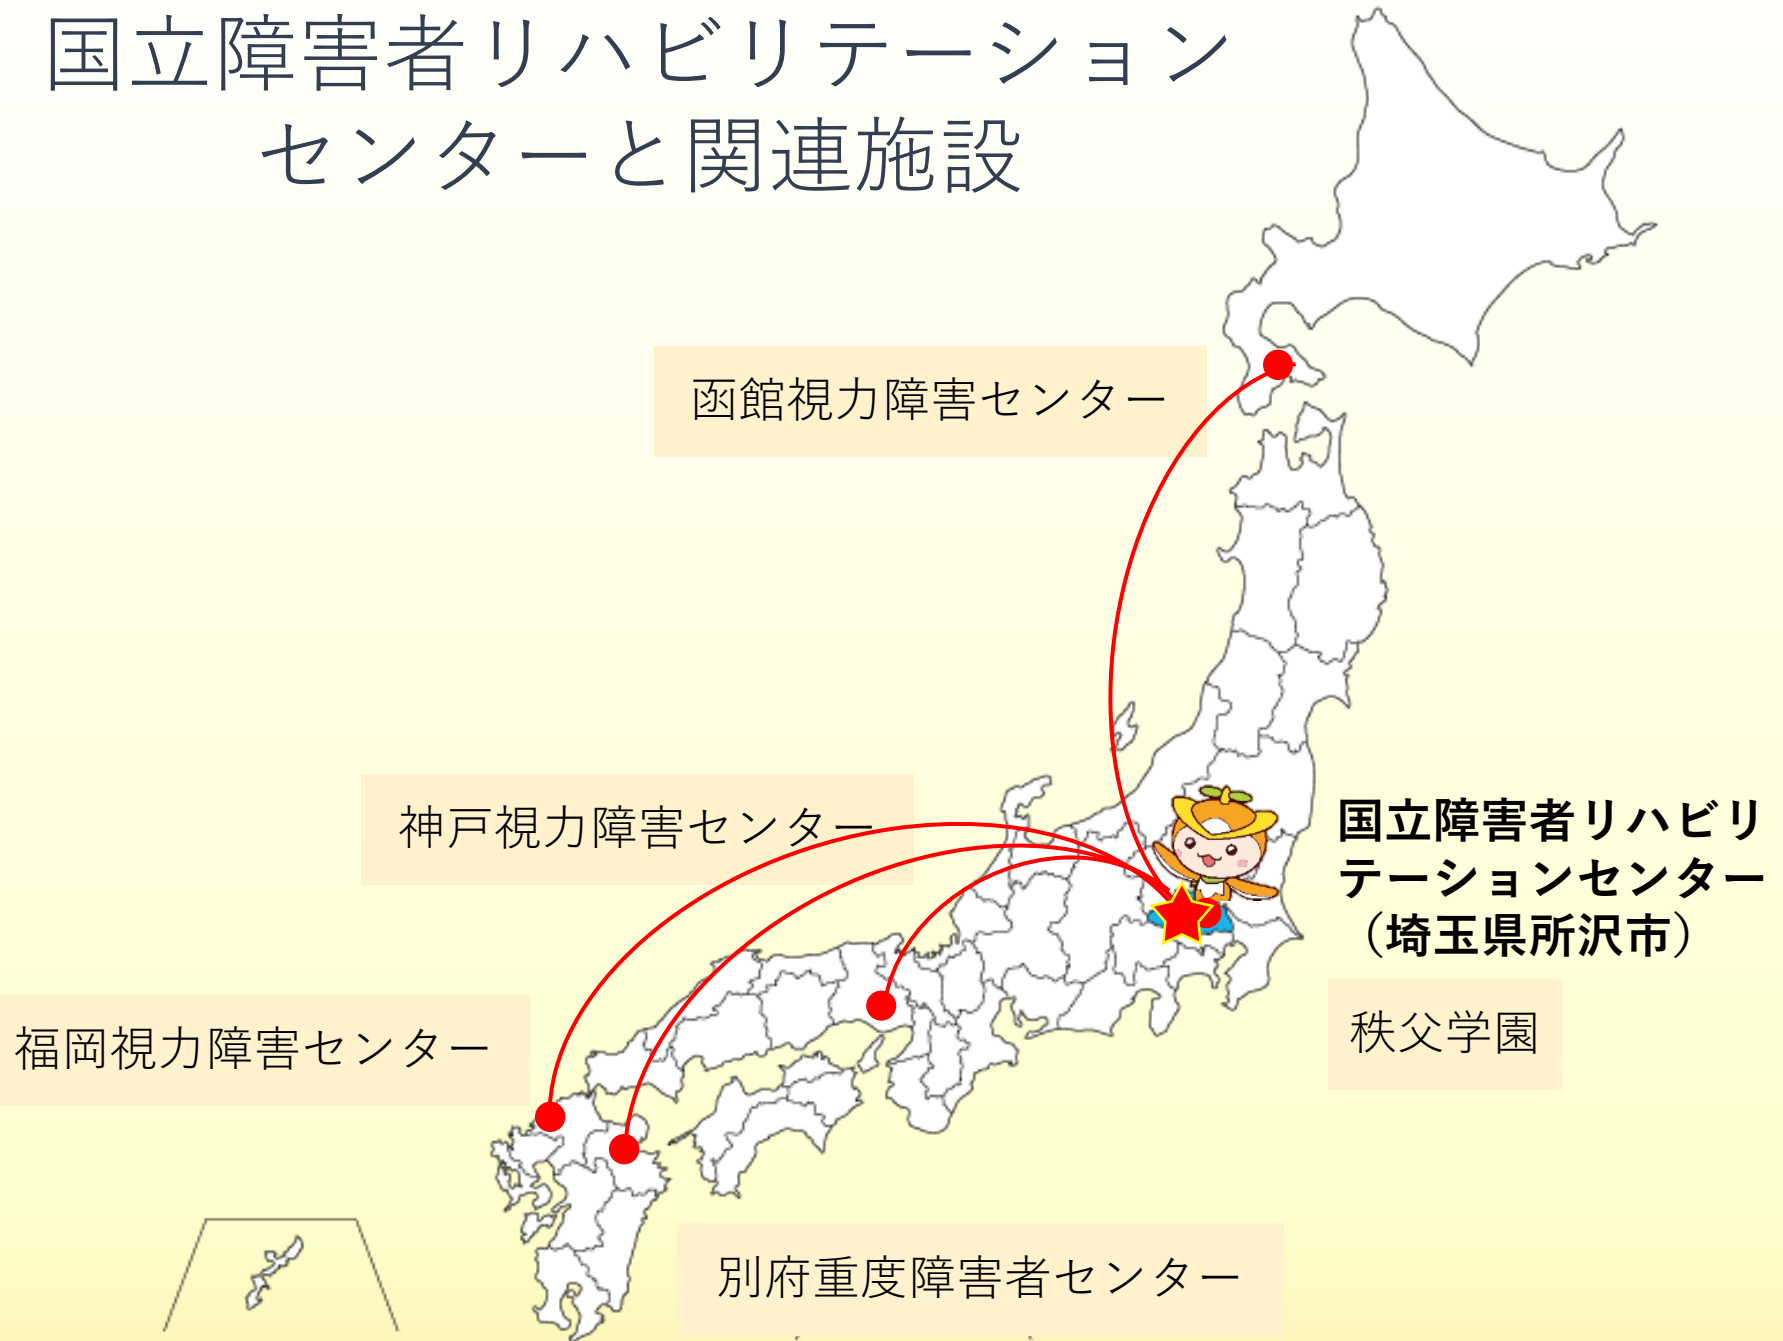 国立障害者リハビリテーション
センターと関連施設
函館視力障害センター
神戸視力障害センター
国立障害者リハビリ
テーションセンター
（埼玉県所沢市）
秩父学園
福岡視力障害センター
別府重度障害者センター